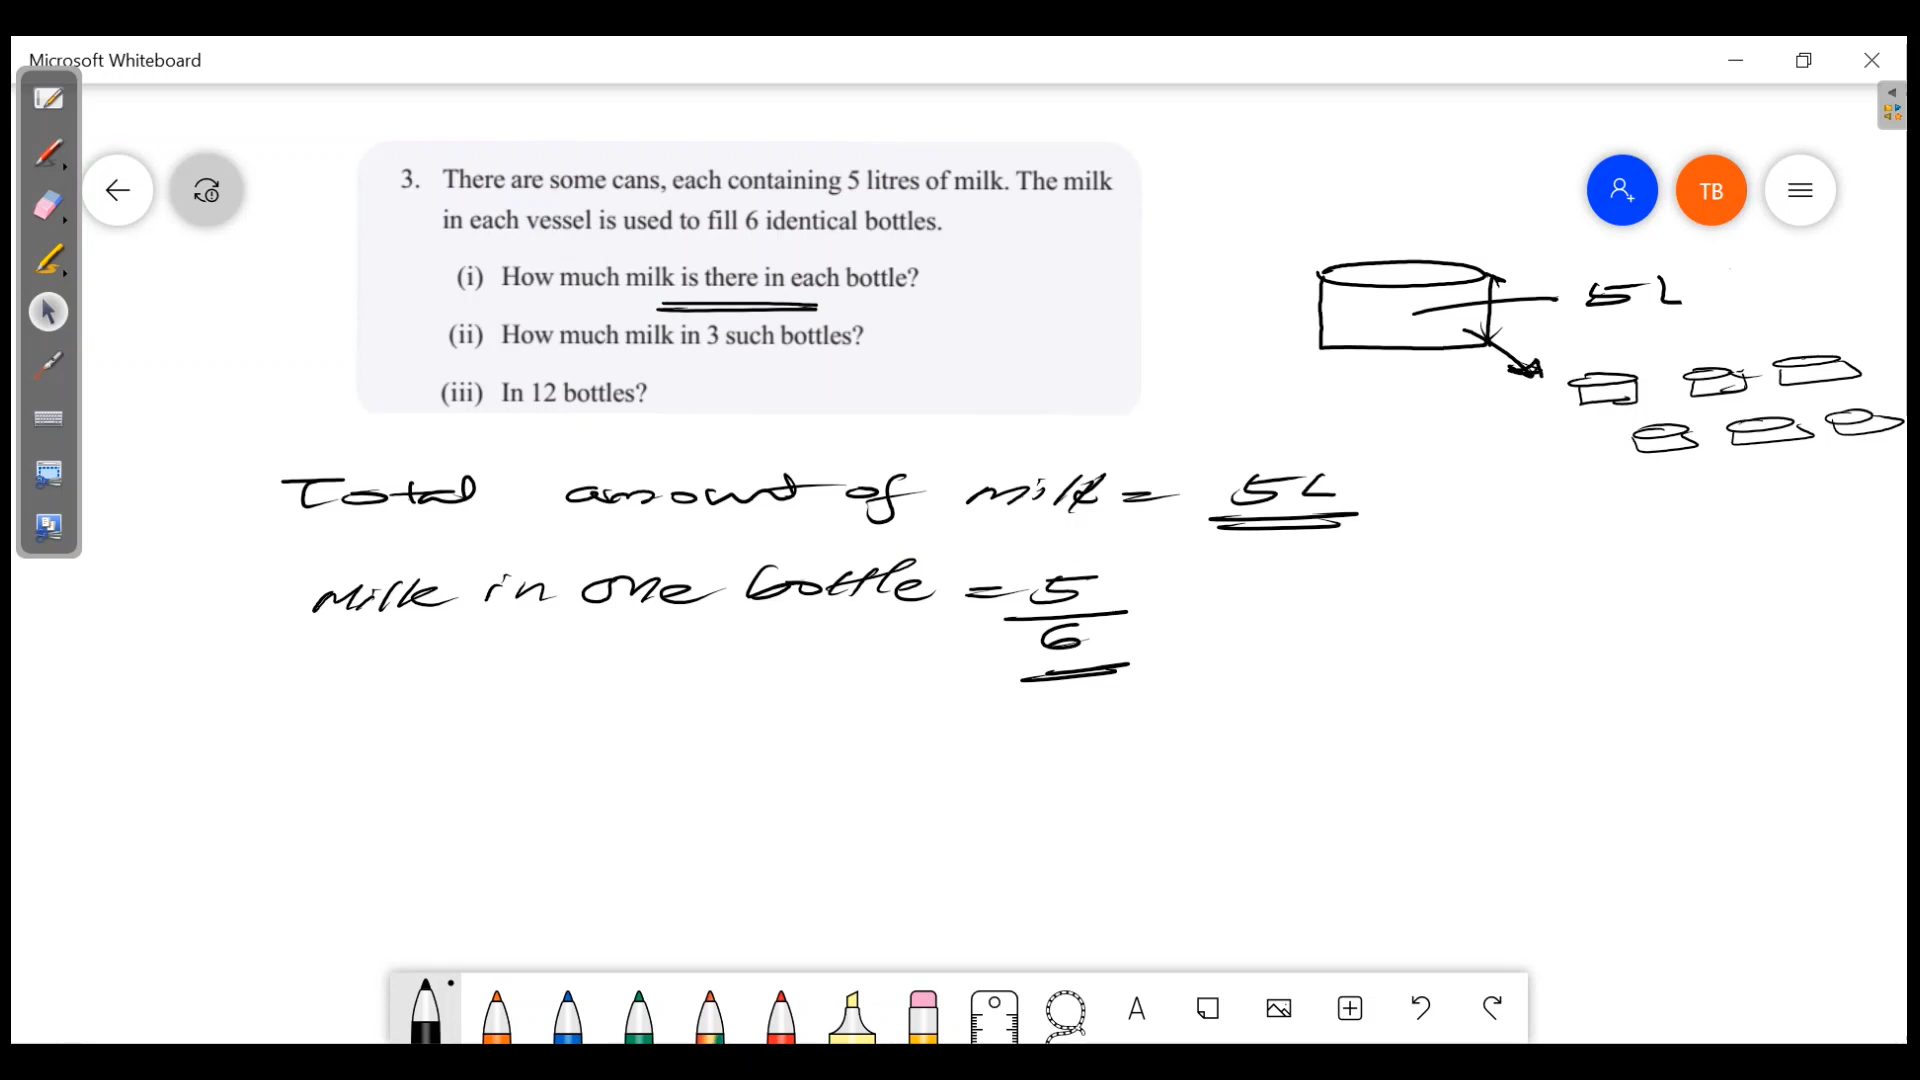 Microsoft Whiteboard
TB
3. There are some cans, each containing 5 litres of milk. The milk
in each vessel is used to fill 6 identical bottles.
(i) How much milk is there in each bottle?
(ii) How much milk in 3 such bottles?
(iii) In 12 bottles?
5 L
Total amount of milk = 5L
Milk in one bottle = 5
6
A